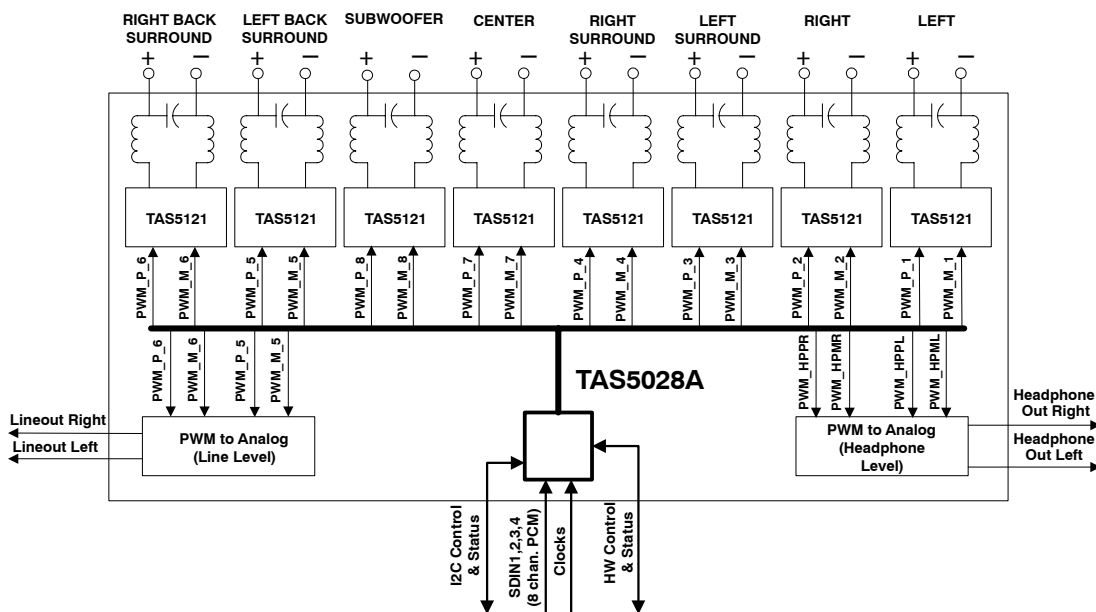 RIGHT BACK
SURROUND
LEFT BACK
SURROUND
SUBWOOFER
CENTER
RIGHT
SURROUND
LEFT
SURROUND
RIGHT
LEFT
+ −
+ −
+ −
+ −
+ −
+ −
+ −
+ −
TAS5121
TAS5121
TAS5121
TAS5121
TAS5121
TAS5121
TAS5121
TAS5121
PWM_P_6
PWM_M_6
PWM_P_5
PWM_M_5
PWM_P_8
PWM_M_8
PWM_P_7
PWM_M_7
PWM_P_4
PWM_M_4
PWM_P_3
PWM_M_3
PWM_P_2
PWM_M_2
PWM_P_1
PWM_M_1
PWM_P_6
PWM_M_6
PWM_P_5
PWM_M_5
TAS5028A
PWM_HPPR
PWM_HPMR
PWM_HPPL
PWM_HPML
Lineout Right
Lineout Left
PWM to Analog
(Line Level)
PWM to Analog
(Headphone
Level)
Headphone
Out Right
Headphone
Out Left
I2C Control
& Status
SDIN1,2,3,4
(8 chan. PCM)
Clocks
HW Control
& Status